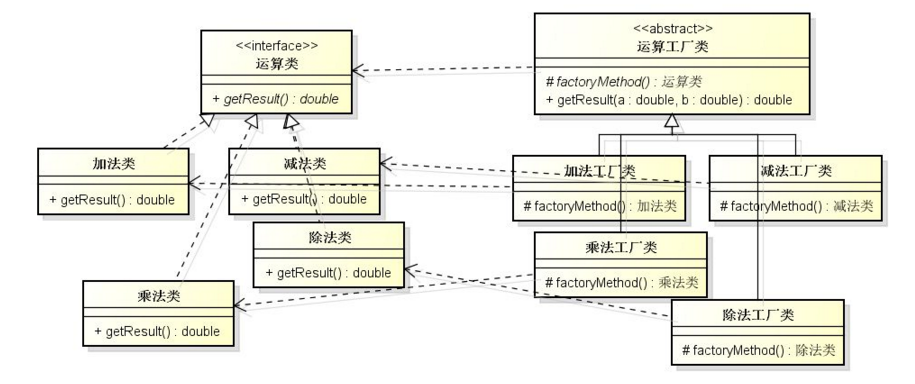 <<interface>>
运算类
+ getResult() : double
<<abstract>>
运算工厂类
# factoryMethod() : 运算类
+ getResult(a : double, b : double) : double
加法类
+ getResult() : double
减法类
+ getResult() : double
加法工厂类
# factoryMethod() : 加法类
减法工厂类
# factoryMethod() : 减法类
除法类
+ getResult() : double
乘法工厂类
# factoryMethod() : 乘法类
乘法类
+ getResult() : double
除法工厂类
# factoryMethod() : 除法类